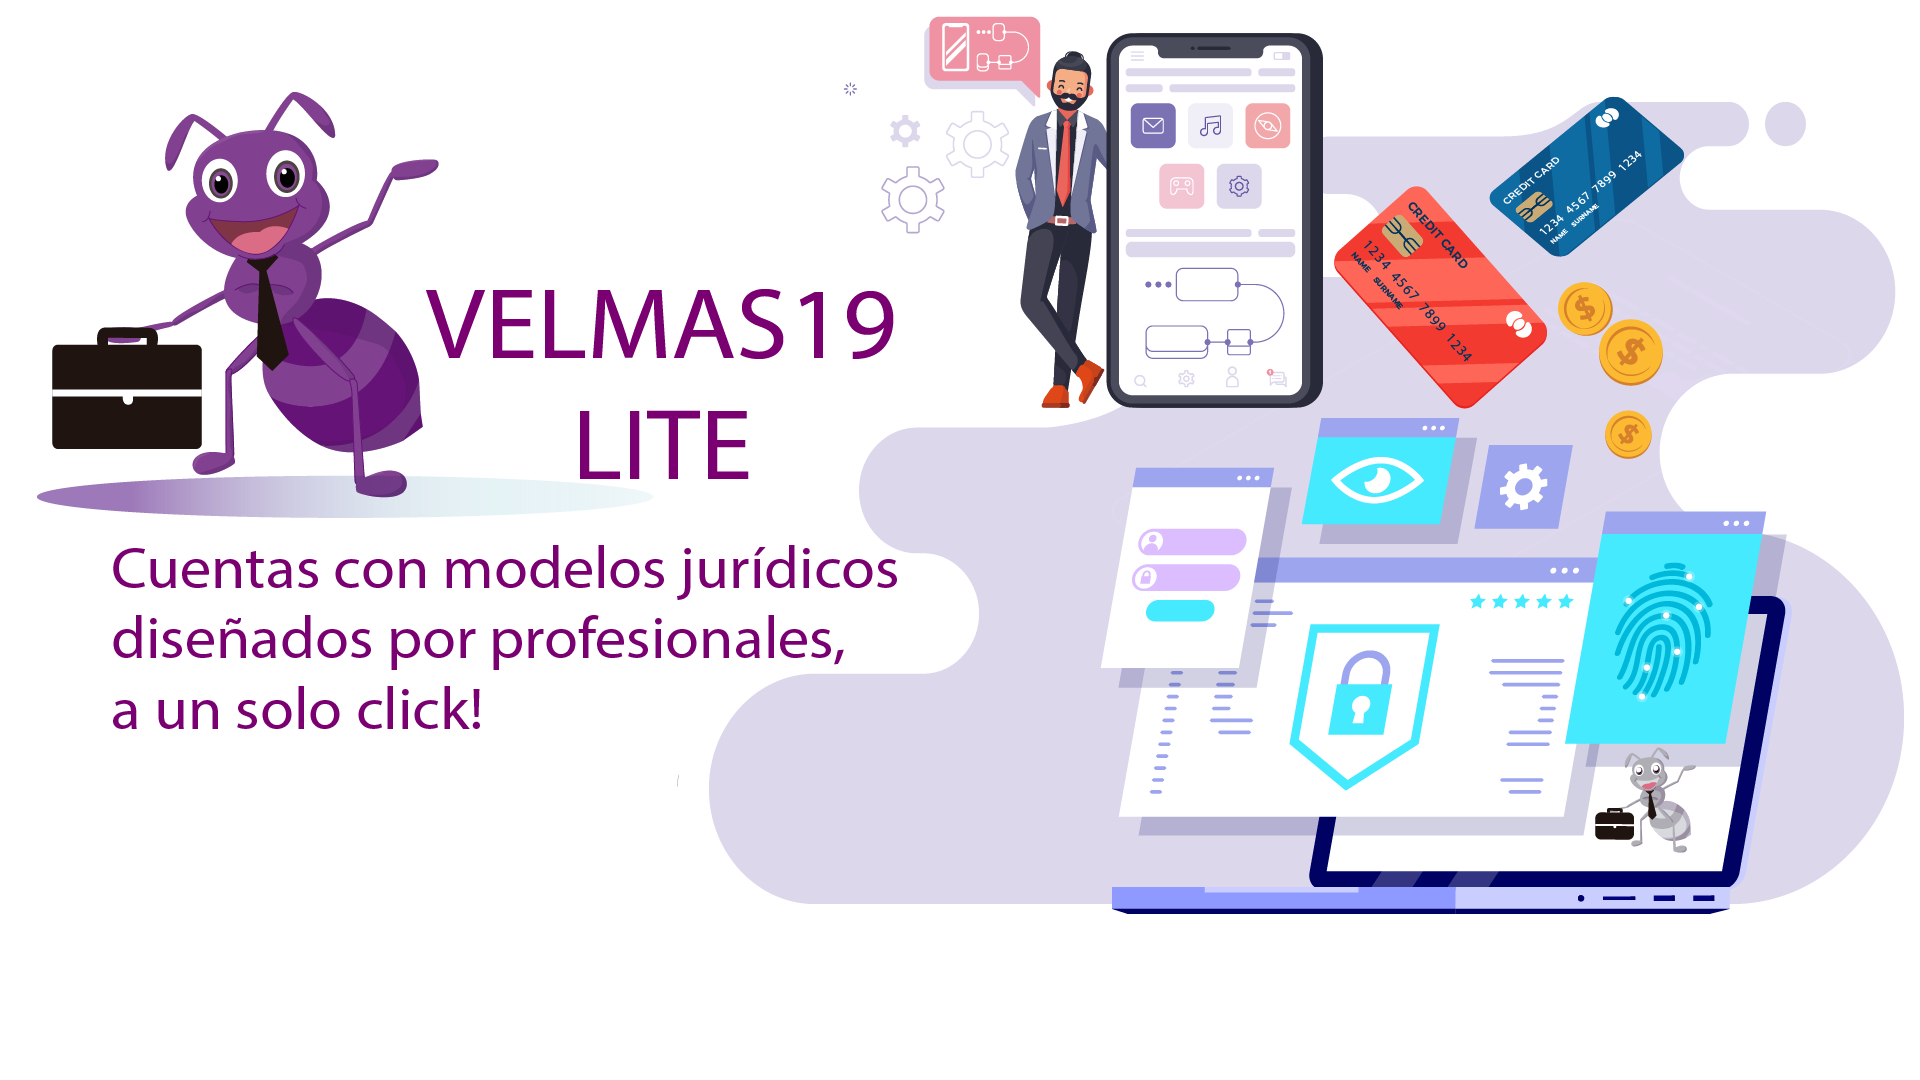 VELMAS19
LITE
Cuentas con modelos jurídicos
diseñados por profesionales,
a un solo click!
CREDIT CARD
1234 4567 7899 1234
NAME SURNAME
CREDIT CARD
1234 4567 7899 1234
NAME SURNAME